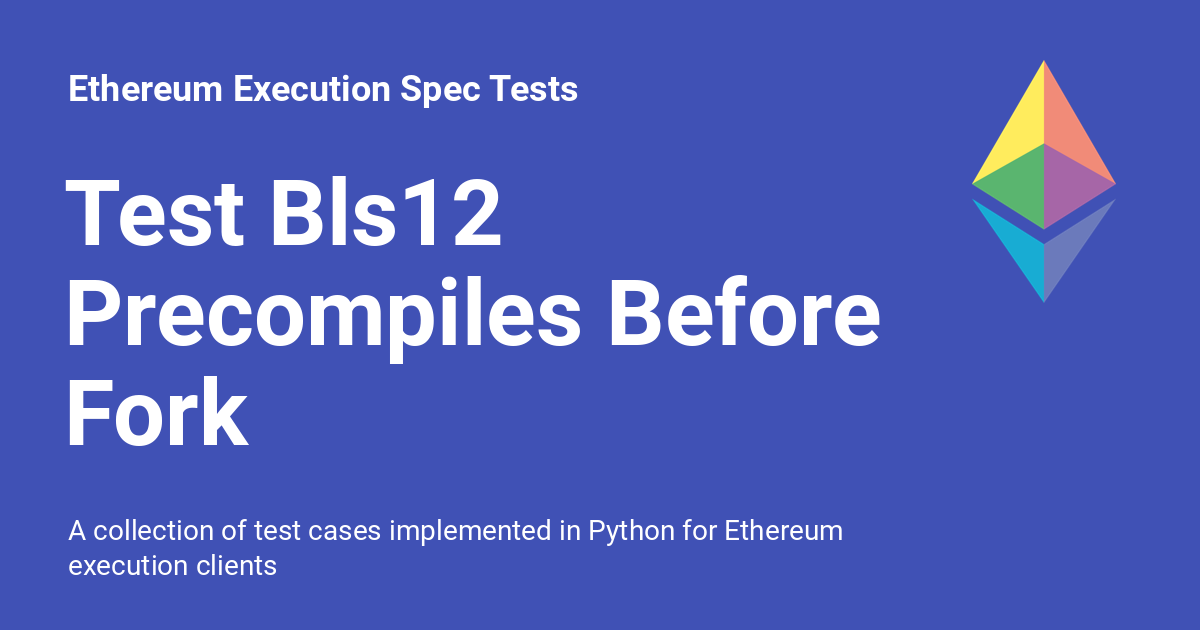 Ethereum Execution Spec Tests
Test Bls12
Precompiles Before
Fork
A collection of test cases implemented in Python for Ethereum
execution clients